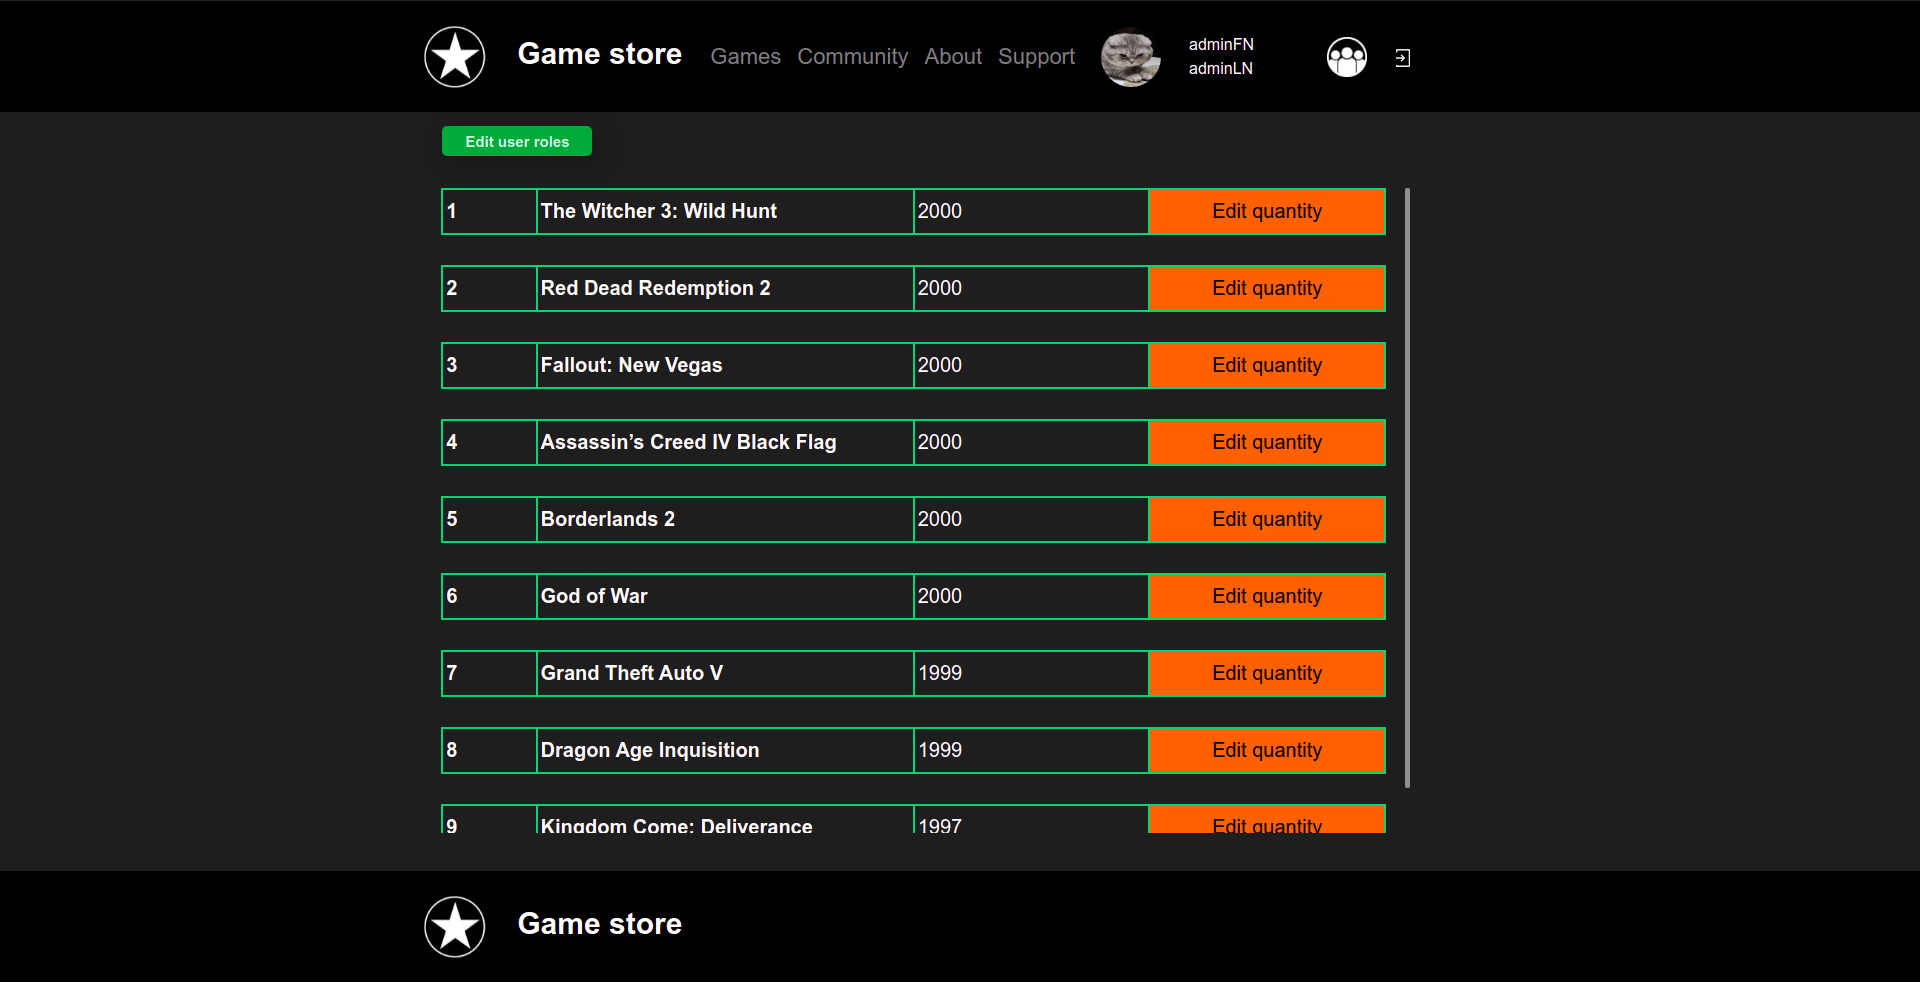 Game store Games Community About Support adminFN
adminLN
Edit user roles
1 The Witcher 3: Wild Hunt 2000 Edit quantity
2 Red Dead Redemption 2 2000 Edit quantity
3 Fallout: New Vegas 2000 Edit quantity
4 Assassin’s Creed IV Black Flag 2000 Edit quantity
5 Borderlands 2 2000 Edit quantity
6 God of War 2000 Edit quantity
7 Grand Theft Auto V 1999 Edit quantity
8 Dragon Age Inquisition 1999 Edit quantity
9 Kingdom Come: Deliverance 1997 Edit quantity
Game store